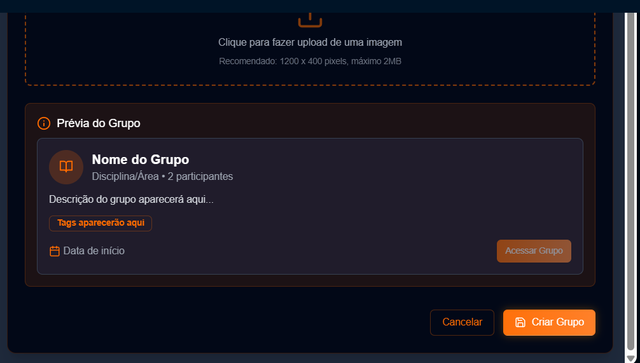 Clique para fazer upload de uma imagem
Recomendado: 1200 x 400 pixels, máximo 2MB
Prévia do Grupo
Nome do Grupo
Disciplina/Área • 2 participantes
Descrição do grupo aparecerá aqui...
Tags aparecerão aqui
Data de início
Acessar Grupo
Cancelar
Criar Grupo